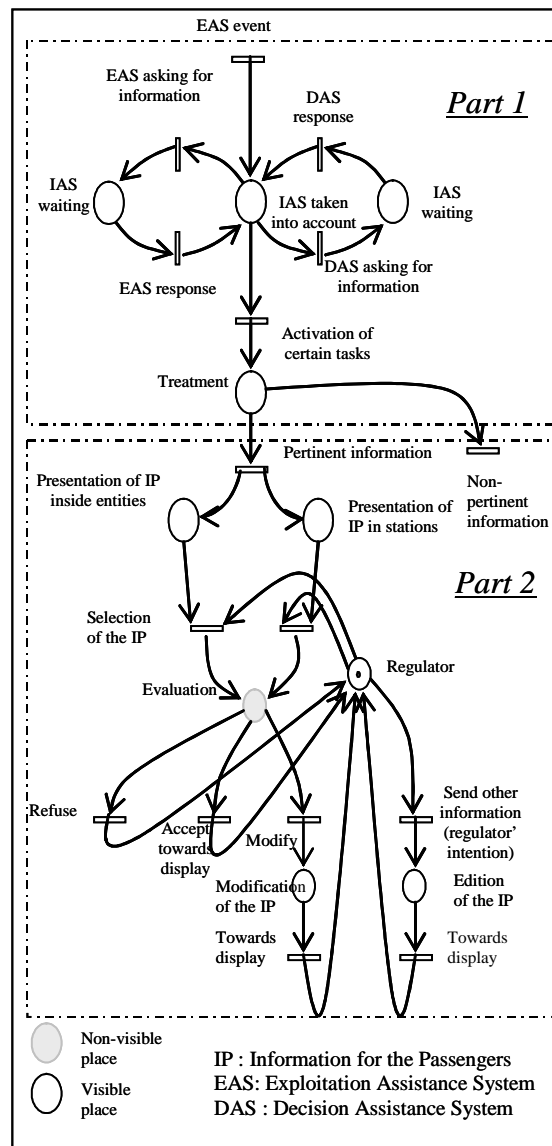 EAS event
EAS asking for
information
DAS
response
Part 1
IAS
waiting
IAS taken
into account
IAS
waiting
EAS response
DAS asking for
information
Activation of
certain tasks
Treatment
Pertinent information
Presentation of IP
inside entities
Presentation of
IP in stations
Non-
pertinent
information
Part 2
Selection
of the IP
Regulator
Evaluation
Refuse
Accept
towards
display
Modify
Send other
information
(regulator'
intention)
Modification
of the IP
Edition
of the IP
Towards
display
Towards
display
Non-visible
place
Visible
place
IP : Information for the Passengers
EAS: Exploitation Assistance System
DAS : Decision Assistance System